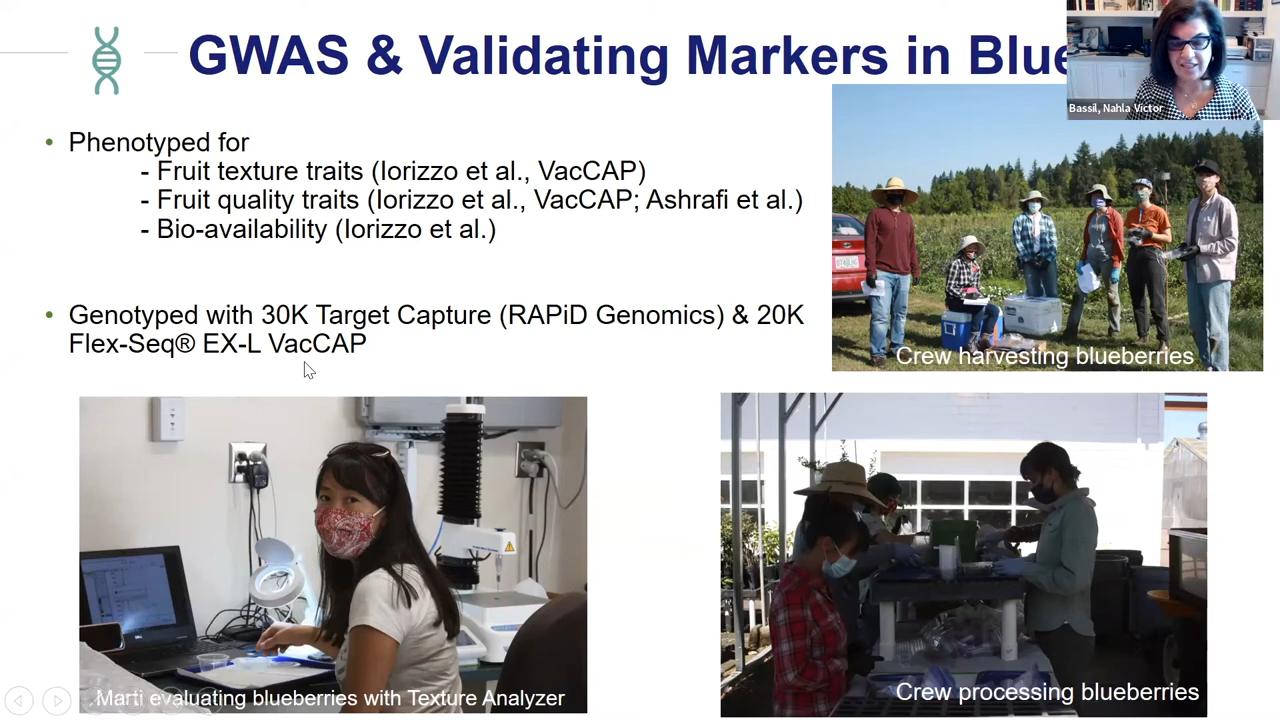 GWAS & Validating Markers in Blue
Bassil, Nahla Victor
• Phenotyped for
- Fruit texture traits (Iorizzo et al., VacCAP)
- Fruit quality traits (Iorizzo et al., VacCAP; Ashrafi et al.)
- Bio-availability (Iorizzo et al.)
• Genotyped with 30K Target Capture (RAPiD Genomics) & 20K
Flex-Seq® EX-L VacCAP
Crew harvesting blueberries
Marti evaluating blueberries with Texture Analyzer
Crew processing blueberries